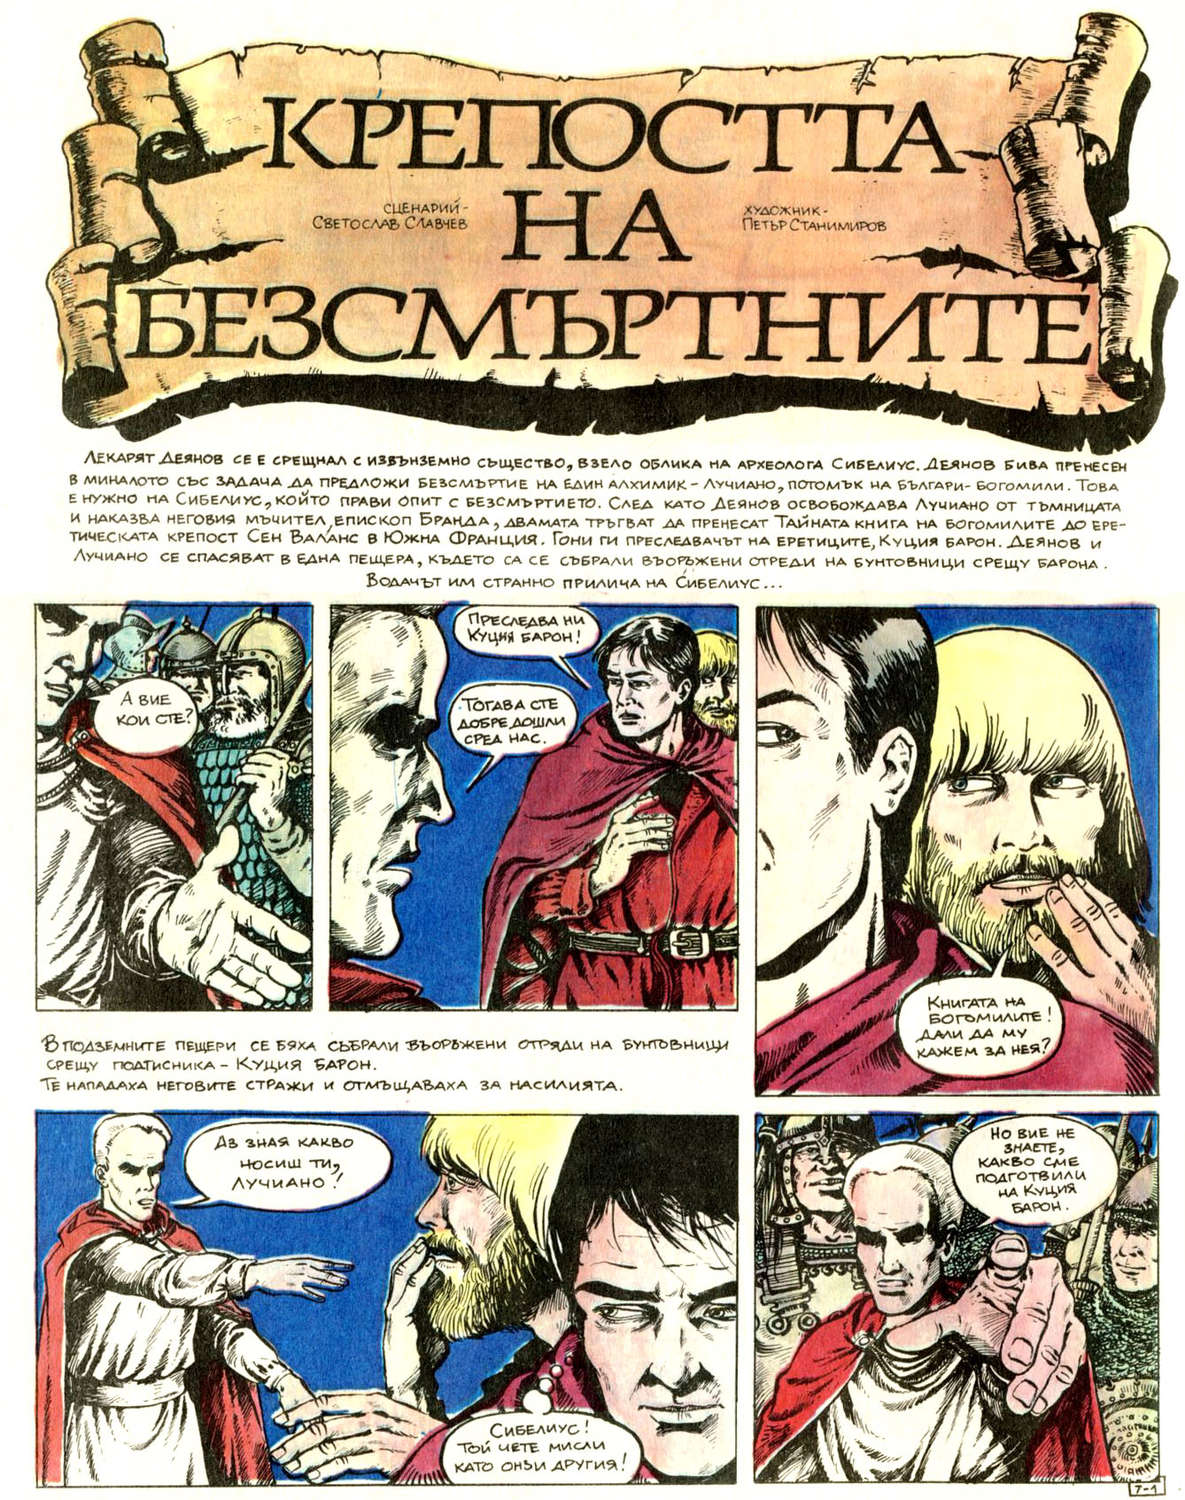 КРЕПОСТТА
НА
БЕЗСМЪРТНИТЕ
СЦЕНАРИЙ-
СВЕТОСЛАВ СЛАВЧЕВ
ХУДОЖНИК-
ПЕТЪР СТАНИМИРОВ
ЛЕКАРЯТ ДЕЯНОВ СЕ Е СРЕЩНАЛ С ИЗВЪНЗЕМНО СЪЩЕСТВО, ВЗЕЛО ОБЛИКА НА АРХЕОЛОГА СИБЕЛИУС. ДЕЯНОВ БИВА ПРЕНЕСЕН
В МИНАЛОТО СЪС ЗАДАЧА ДА ПРЕДЛОЖИ БЕЗСМЪРТИЕ НА ЕДИН АЛХИМИК - ЛУЧИАНО, ПОТОМЪК НА БЪЛГАРИ-БОГОМИЛИ. ТОВА
Е НУЖНО НА СИБЕЛИУС, КОЙТО ПРАВИ ОПИТ С БЕЗСМЪРТИЕТО. СЛЕД КАТО ДЕЯНОВ ОСВОБОЖДАВА ЛУЧИАНО ОТ ТЪМНИЦАТА
И НАКАЗВА НЕГОВИЯ МЪЧИТЕЛ, ЕПИСКОП БРАНДА, ДВАМАТА ТРЪГВАТ ДА ПРЕНЕСАТ ТАЙНАТА КНИГА НА БОГОМИЛИТЕ ДО ЕРЕ-
ТИЧЕСКАТА КРЕПОСТ СЕН ВАЛАНС В ЮЖНА ФРАНЦИЯ. ГОНИ ГИ ПРЕСЛЕДВАЧЪТ НА ЕРЕТИЦИТЕ, КУЦИЯ БАРОН. ДЕЯНОВ И
ЛУЧИАНО СЕ СПАСЯВАТ В ЕДНА ПЕЩЕРА, КЪДЕТО СА СЕ СЪБРАЛИ ВЪОРЪЖЕНИ ОТРЕДИ НА БУНТОВНИЦИ СРЕЩУ БАРОНА.
ВОДАЧЪТ ИМ СТРАННО ПРИЛИЧА НА СИБЕЛИУС...
А ВИЕ
КОИ СТЕ?
ПРЕСЛЕДВА НИ
КУЦИЯ БАРОН!
ТОГАВА СТЕ
ДОБРЕ ДОШЛИ
СРЕД НАС.
КНИГАТА НА
БОГОМИЛИТЕ!
ДАЛИ ДА МУ
КАЖЕМ ЗА НЕЯ?
В ПОДЗЕМНИТЕ ПЕЩЕРИ СЕ БЯХА СЪБРАЛИ ВЪОРЪЖЕНИ ОТРЯДИ НА БУНТОВНИЦИ
СРЕЩУ ПОДТИСНИКА - КУЦИЯ БАРОН.
ТЕ НАПАДАХА НЕГОВИТЕ СТРАЖИ И ОТМЪЩАВАХА ЗА НАСИЛИЯТА.
АЗ ЗНАЯ КАКВО
НОСИШ ТИ,
ЛУЧИАНО!
СИБЕЛИУС!
ТОЙ ЧЕТЕ МИСЛИ
КАТО ОНЗИ ДРУГИЯ!
НО ВИЕ НЕ
ЗНАЕТЕ,
КАКВО СМЕ
ПОДГОТВИЛИ
НА КУЦИЯ
БАРОН.
7-1